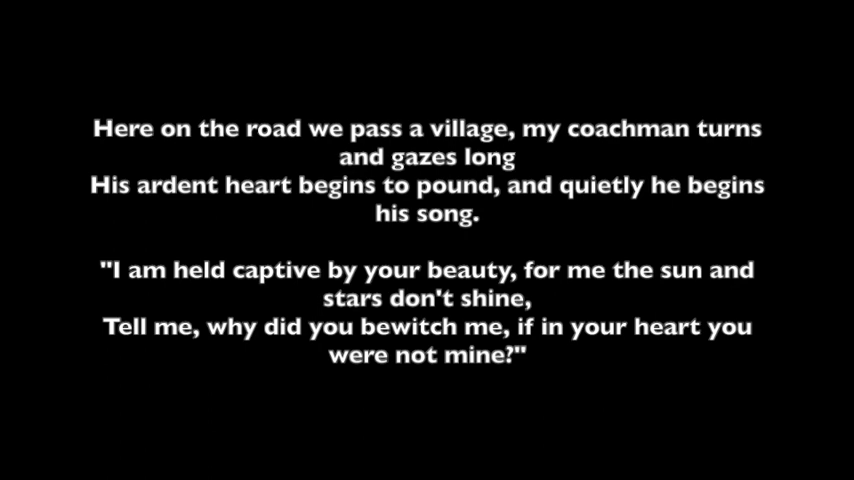 Here on the road we pass a village, my coachman turns
and gazes long
His ardent heart begins to pound, and quietly he begins
his song.
"I am held captive by your beauty, for me the sun and
stars don't shine,
Tell me, why did you bewitch me, if in your heart you
were not mine?"